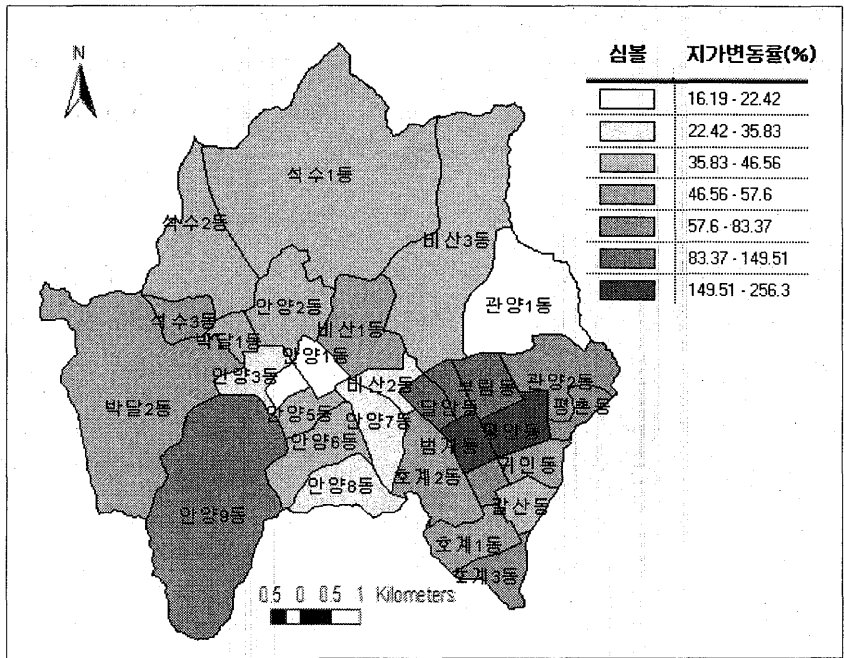 N
심볼 지가변동률(%)
16.19 - 22.42
22.42 - 35.83
35.83 - 46.56
46.56 - 57.6
57.6 - 83.37
83.37 - 149.51
149.51 - 256.3
석수1동
석수2동
비산3동
안양2동
관양1동
석수3동
비산1동
박달1동
안양1동
안양3동
비산2동
부림동
관양2동
박달2동
달안동
평촌동
안양5동
안양7동
평안동
범계동
안양6동
귀인동
호계2동
안양8동
갈산동
안양9동
호계1동
호계3동
0.5 0 0.5 1 Kilometers